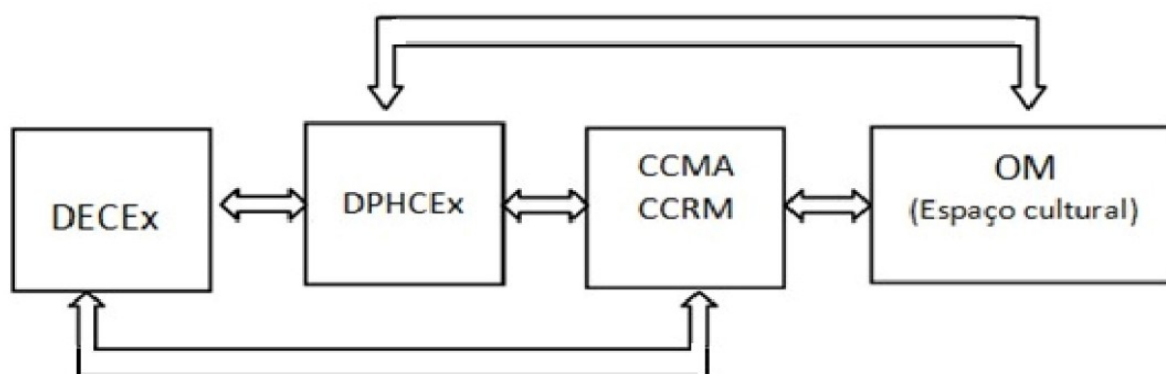 DECEx
DPHCEx
CCMA
CCRM
OM
(Espaço cultural)